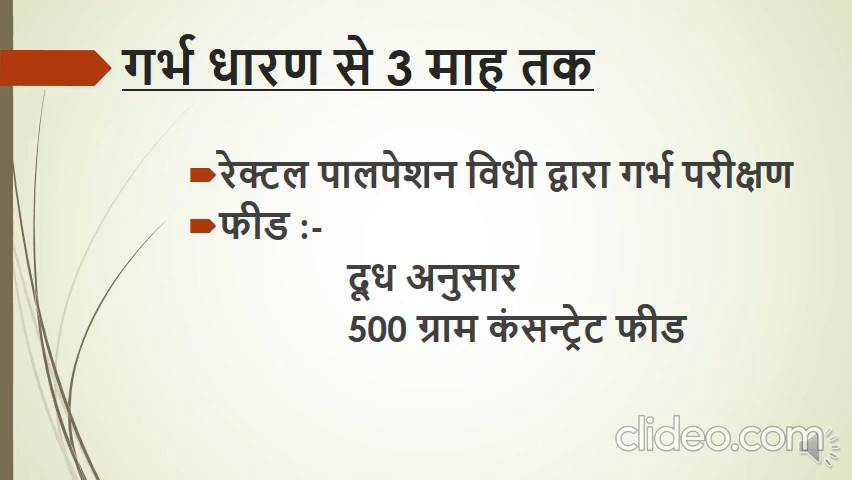 गर्भ धारण से 3 माह तक
रेक्टल पालपेशन विधी द्वारा गर्भ परीक्षण
फीड :-
दूध अनुसार
500 ग्राम कंसन्ट्रेट फीड
clideo.com